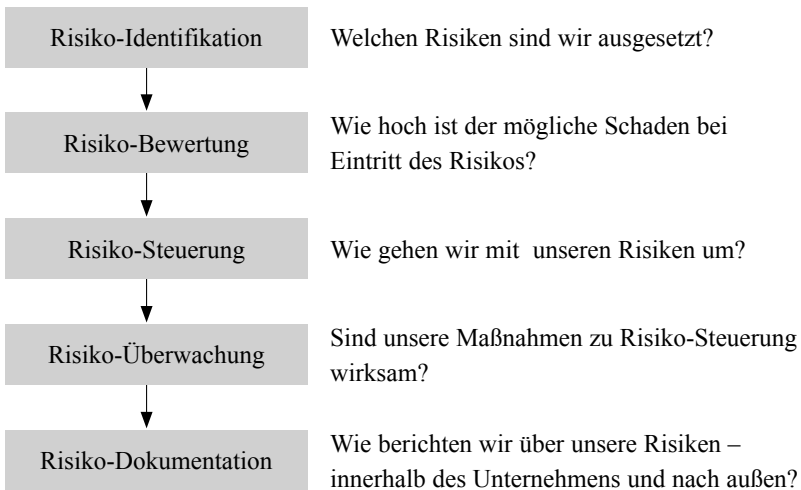 Risiko-Identifikation
Welchen Risiken sind wir ausgesetzt?
Risiko-Bewertung
Wie hoch ist der mögliche Schaden bei
Eintritt des Risikos?
Risiko-Steuerung
Wie gehen wir mit unseren Risiken um?
Risiko-Überwachung
Sind unsere Maßnahmen zu Risiko-Steuerung
wirksam?
Risiko-Dokumentation
Wie berichten wir über unsere Risiken –
innerhalb des Unternehmens und nach außen?